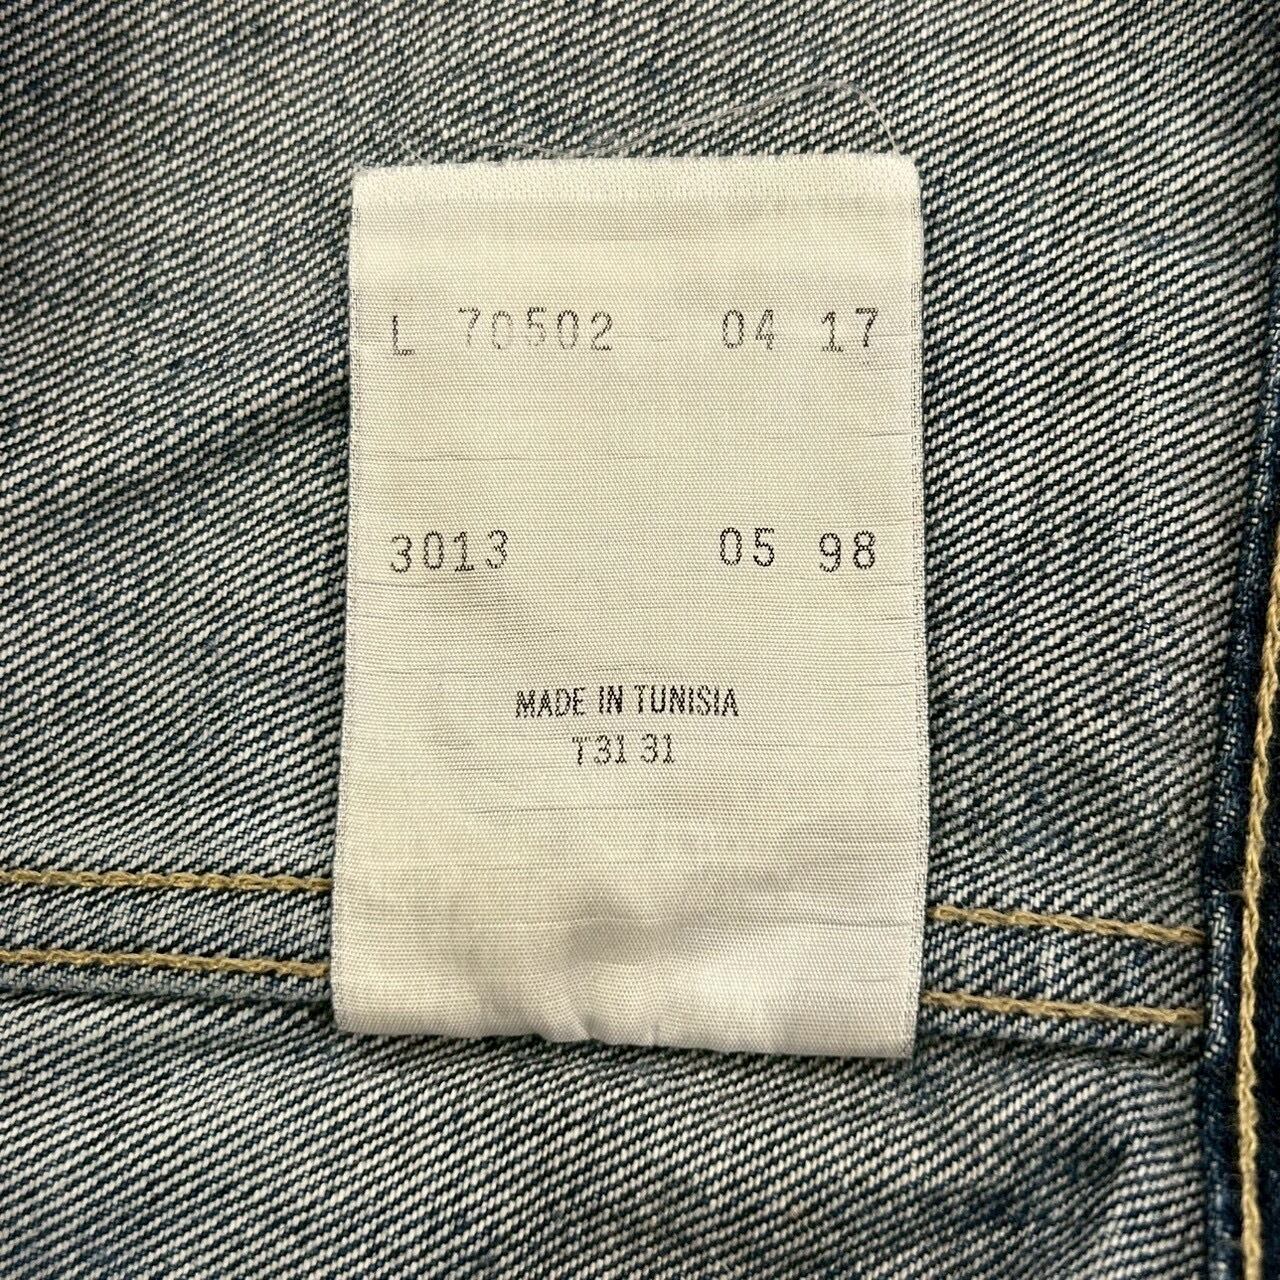 L 70502 04 17
3013 05 98
MADE IN TUNISIA
T31 31